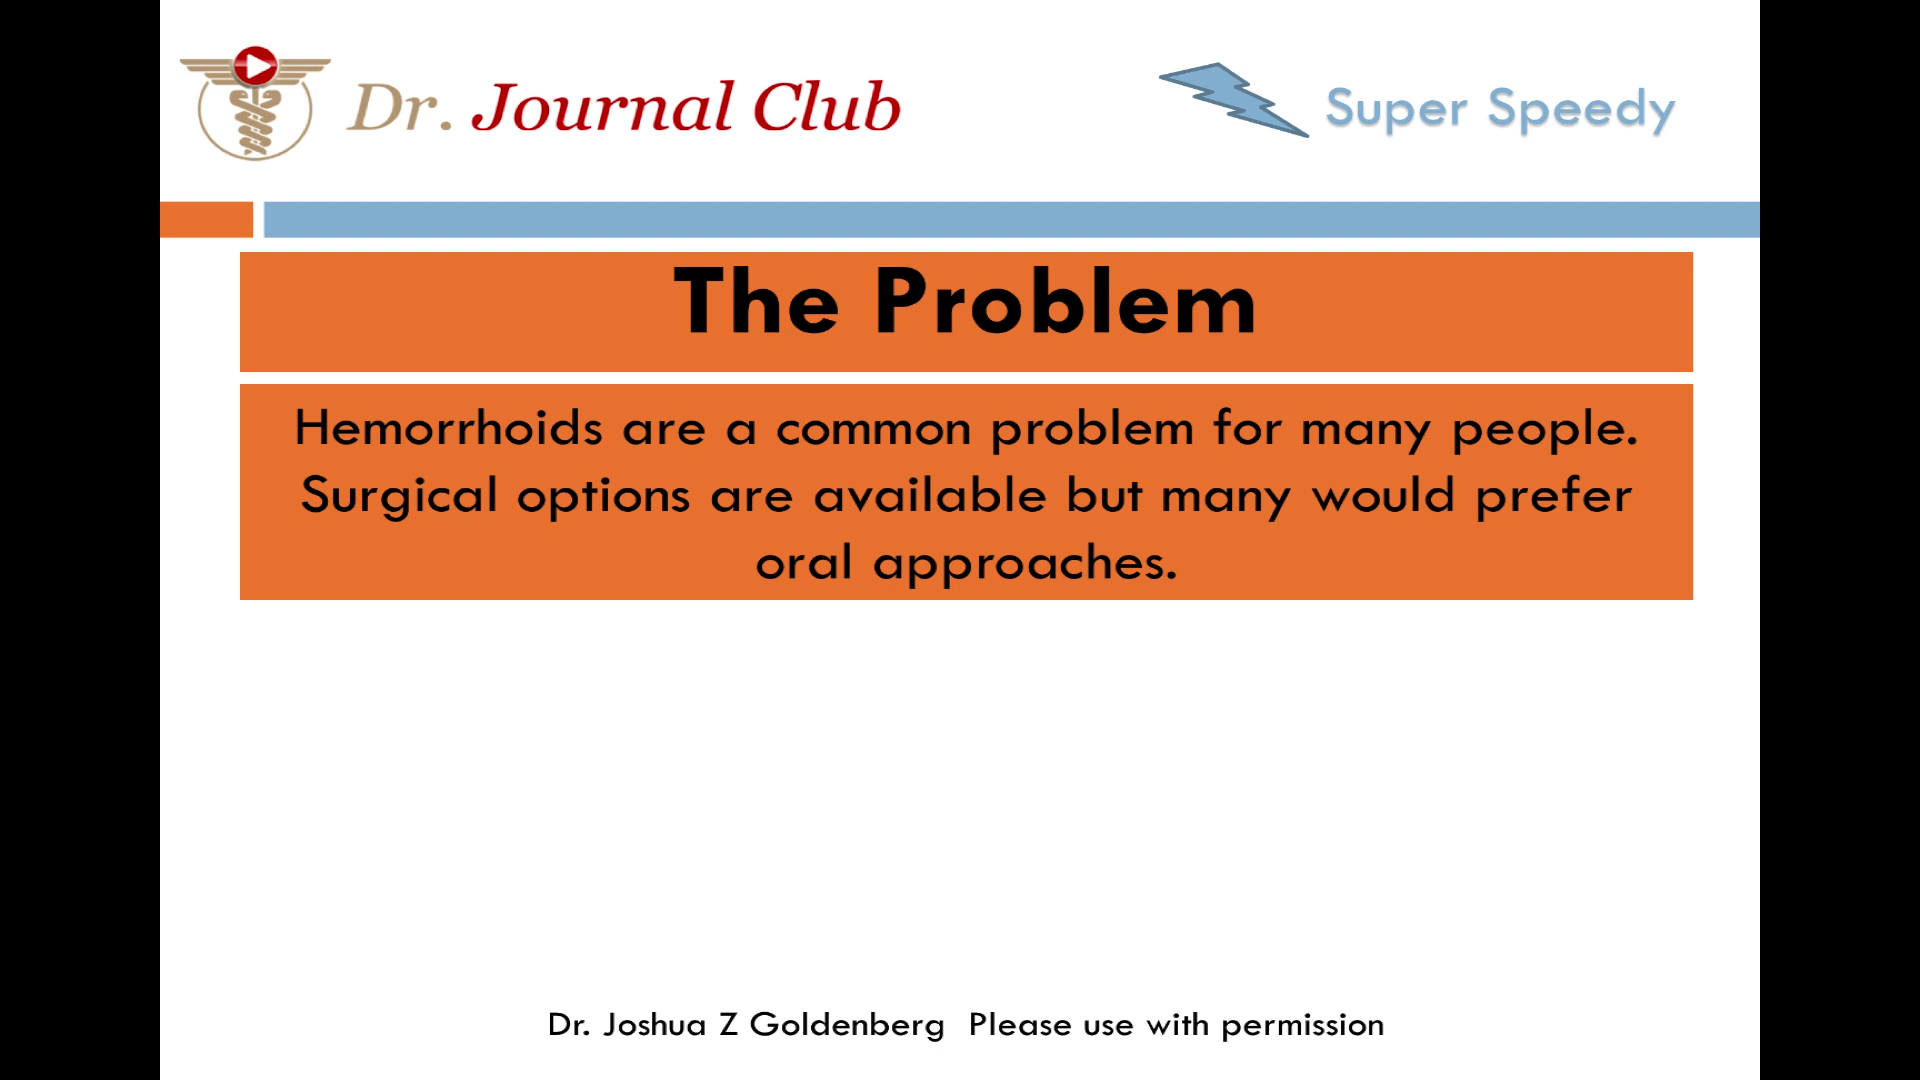 Dr. Journal Club
Super Speedy
The Problem
Hemorrhoids are a common problem for many people.
Surgical options are available but many would prefer
oral approaches.
Dr. Joshua Z Goldenberg  Please use with permission